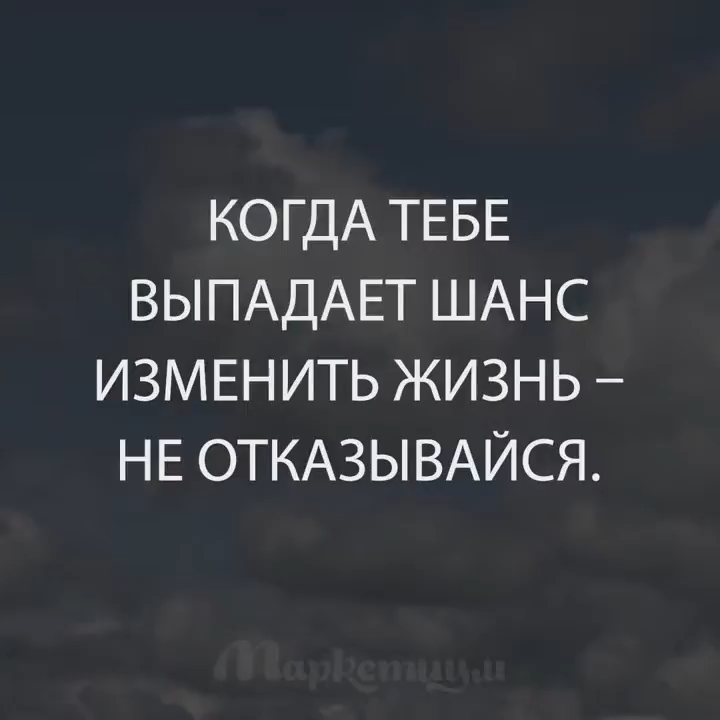 КОГДА ТЕБЕ
ВЫПАДАЕТ ШАНС
ИЗМЕНИТЬ ЖИЗНЬ –
НЕ ОТКАЗЫВАЙСЯ.